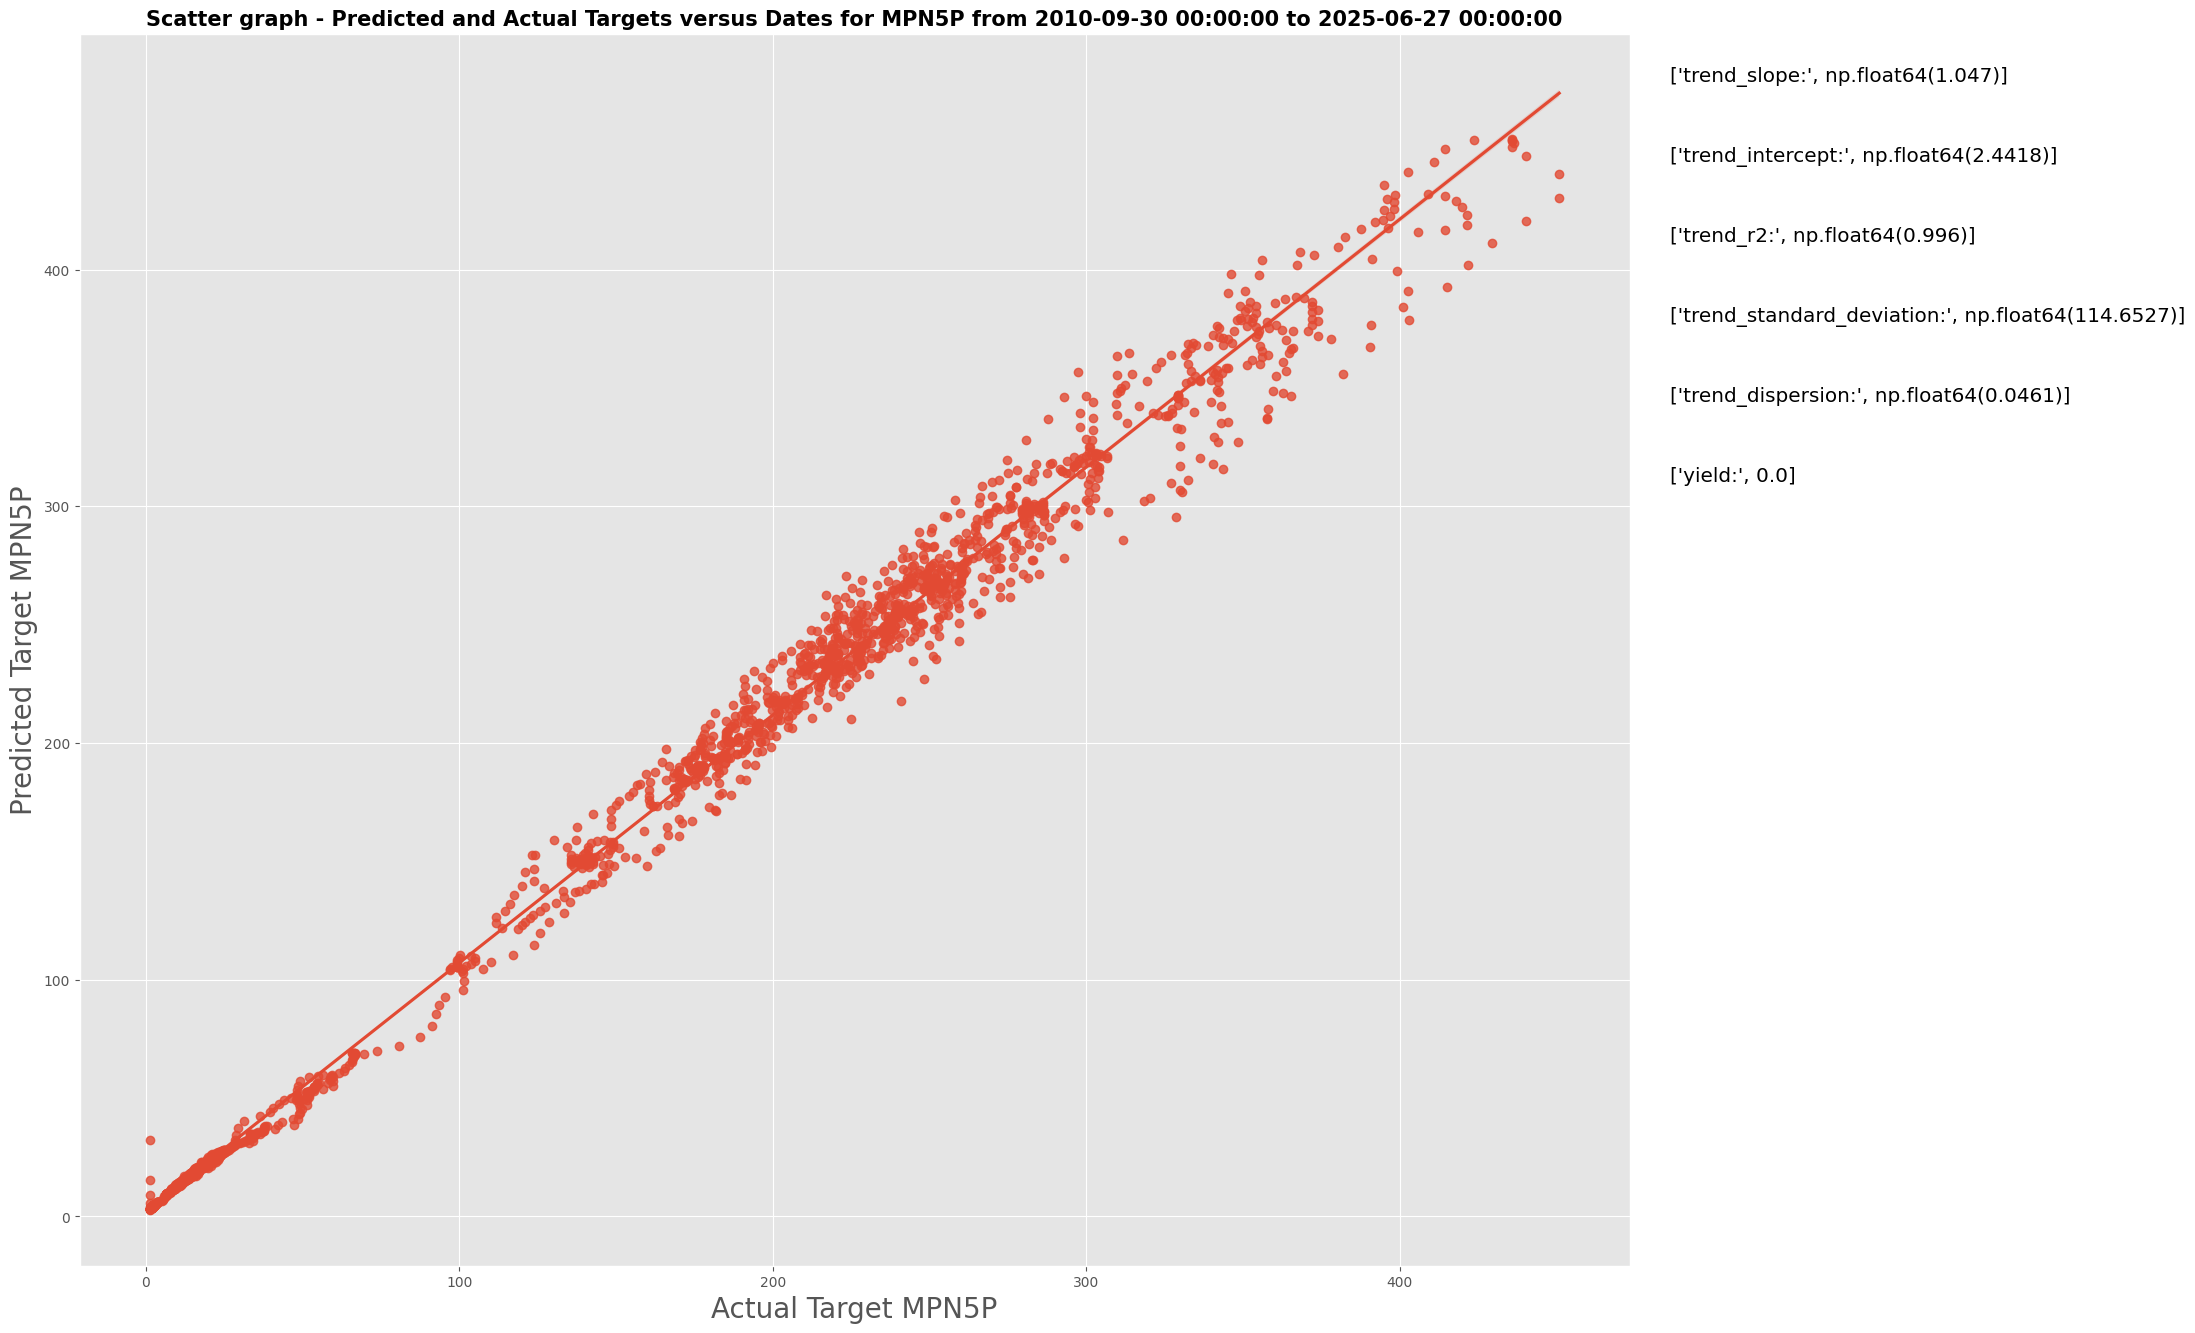 Scatter graph - Predicted and Actual Targets versus Dates for MPN5P from 2010-09-30 00:00:00 to 2025-06-27 00:00:00
['trend_slope:', np.float64(1.047)]
['trend_intercept:', np.float64(2.4418)]
['trend_r2:', np.float64(0.996)]
['trend_standard_deviation:', np.float64(114.6527)]
['trend_dispersion:', np.float64(0.0461)]
['yield:', 0.0]
Predicted Target MPN5P
400
300
200
100
0
0 100 200 300 400
Actual Target MPN5P